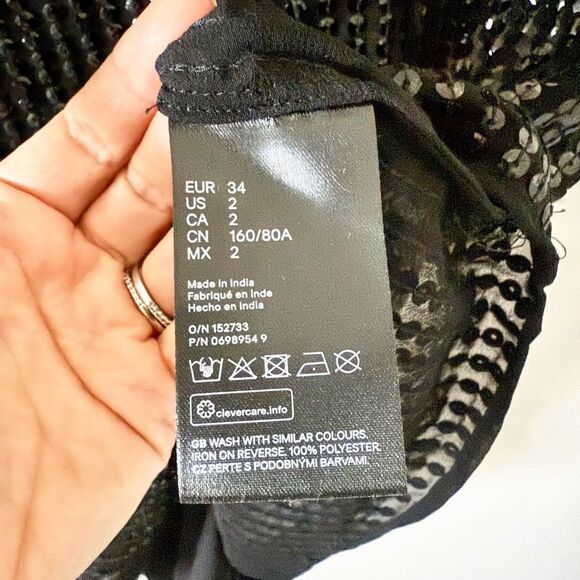 EUR 34
US 2
CA 2
CN 160/80A
MX 2
Made in India
Fabriqué en Inde
Hecho en India
O/N 152733
P/N 0698954 9
clevercare.info
GB WASH WITH SIMILAR COLOURS.
IRON ON REVERSE. 100% POLYESTER.
CZ PERTE S PODOBNÝMI BARVAMI.